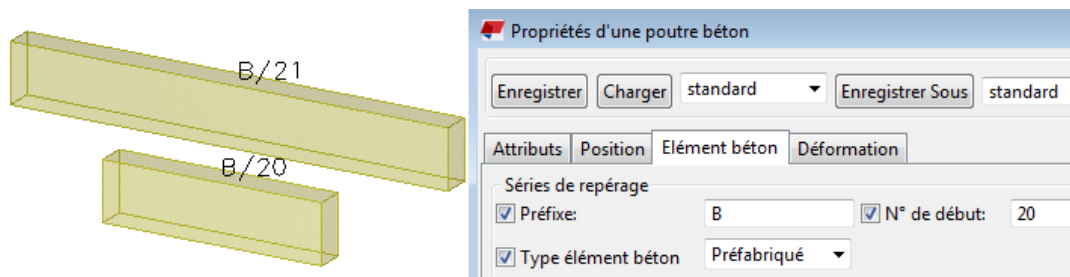 B/21
B/20
Propriétés d'une poutre béton
Enregistrer Charger standard Enregistrer Sous standard
Attributs Position Elément béton Déformation
Séries de repérage
Préfixe: B N° de début: 20
Type élément béton Préfabriqué